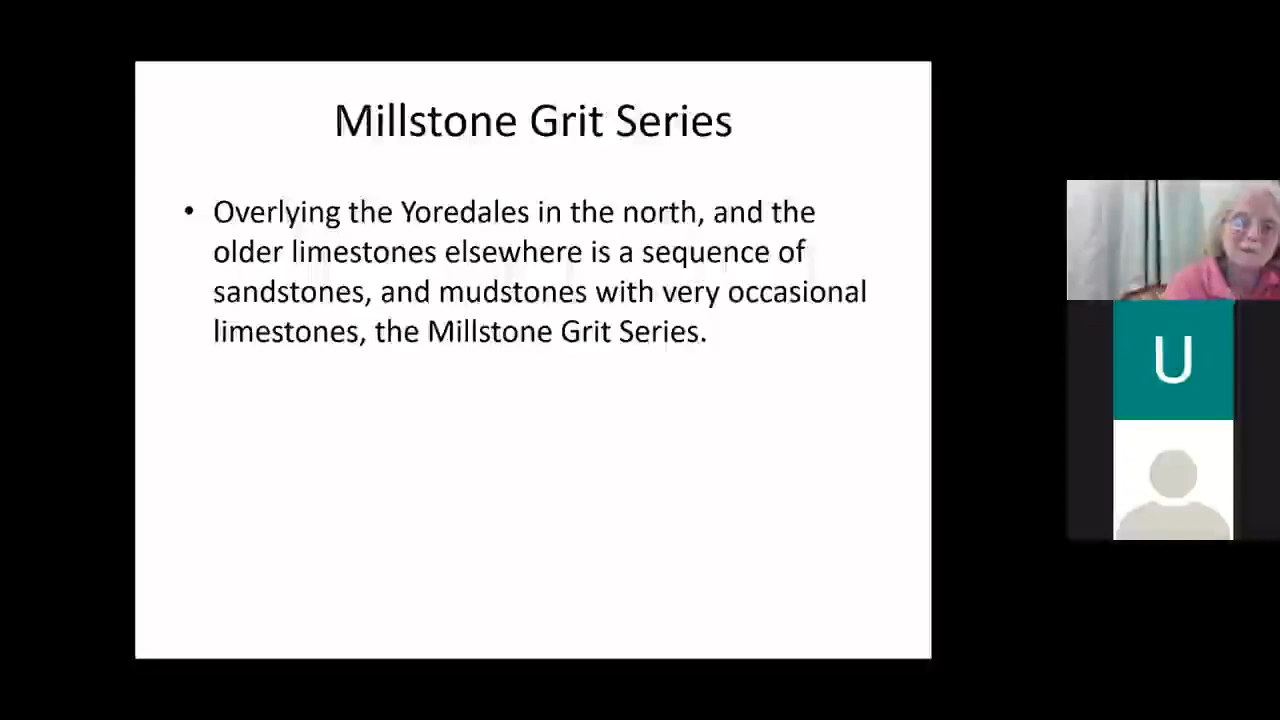 Millstone Grit Series
• Overlying the Yoredales in the north, and the
older limestones elsewhere is a sequence of
sandstones, and mudstones with very occasional
limestones, the Millstone Grit Series.
U